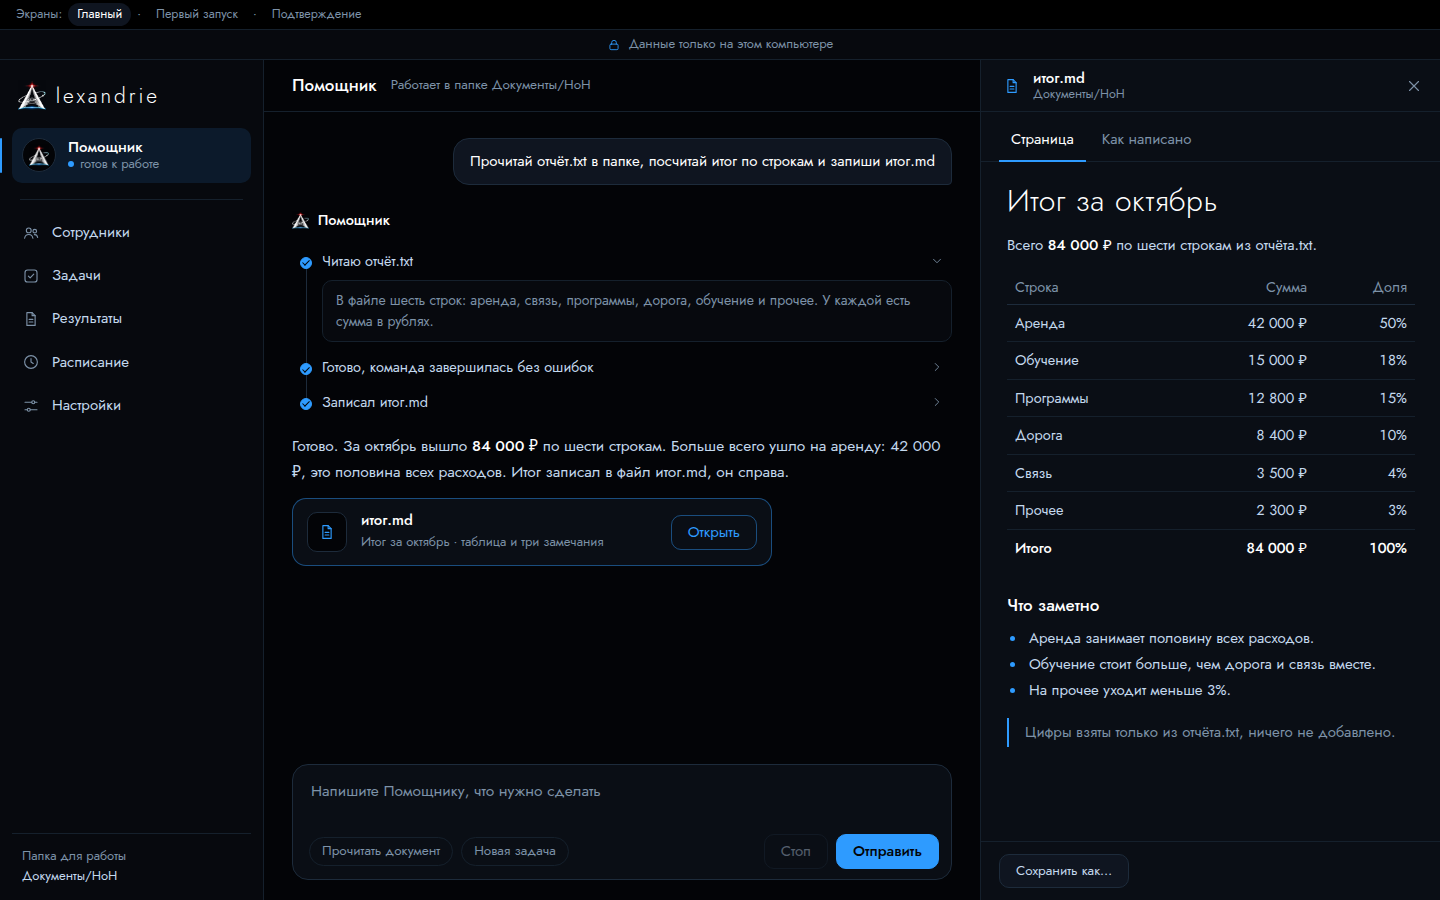 Экраны: Главный · Первый запуск · Подтверждение
Данные только на этом компьютере
lexandrie
Помощник
готов к работе
Сотрудники
Задачи
Результаты
Расписание
Настройки
Папка для работы
Документы/HoH
Помощник Работает в папке Документы/HoH
Прочитай отчёт.txt в папке, посчитай итог по строкам и запиши итог.md
Помощник
Читаю отчёт.txt
В файле шесть строк: аренда, связь, программы, дорога, обучение и прочее. У каждой есть
сумма в рублях.
Готово, команда завершилась без ошибок
Записал итог.md
Готово. За октябрь вышло 84 000 ₽ по шести строкам. Больше всего ушло на аренду: 42 000
₽, это половина всех расходов. Итог записал в файл итог.md, он справа.
итог.md
Итог за октябрь · таблица и три замечания
Открыть
Напишите Помощнику, что нужно сделать
Прочитать документ Новая задача Стоп Отправить
итог.md
Документы/HoH
Страница Как написано
Итог за октябрь
Всего 84 000 ₽ по шести строкам из отчёта.txt.
Строка Сумма Доля
Аренда 42 000 ₽ 50%
Обучение 15 000 ₽ 18%
Программы 12 800 ₽ 15%
Дорога 8 400 ₽ 10%
Связь 3 500 ₽ 4%
Прочее 2 300 ₽ 3%
Итого 84 000 ₽ 100%
Что заметно
Аренда занимает половину всех расходов.
Обучение стоит больше, чем дорога и связь вместе.
На прочее уходит меньше 3%.
Цифры взяты только из отчёта.txt, ничего не добавлено.
Сохранить как...